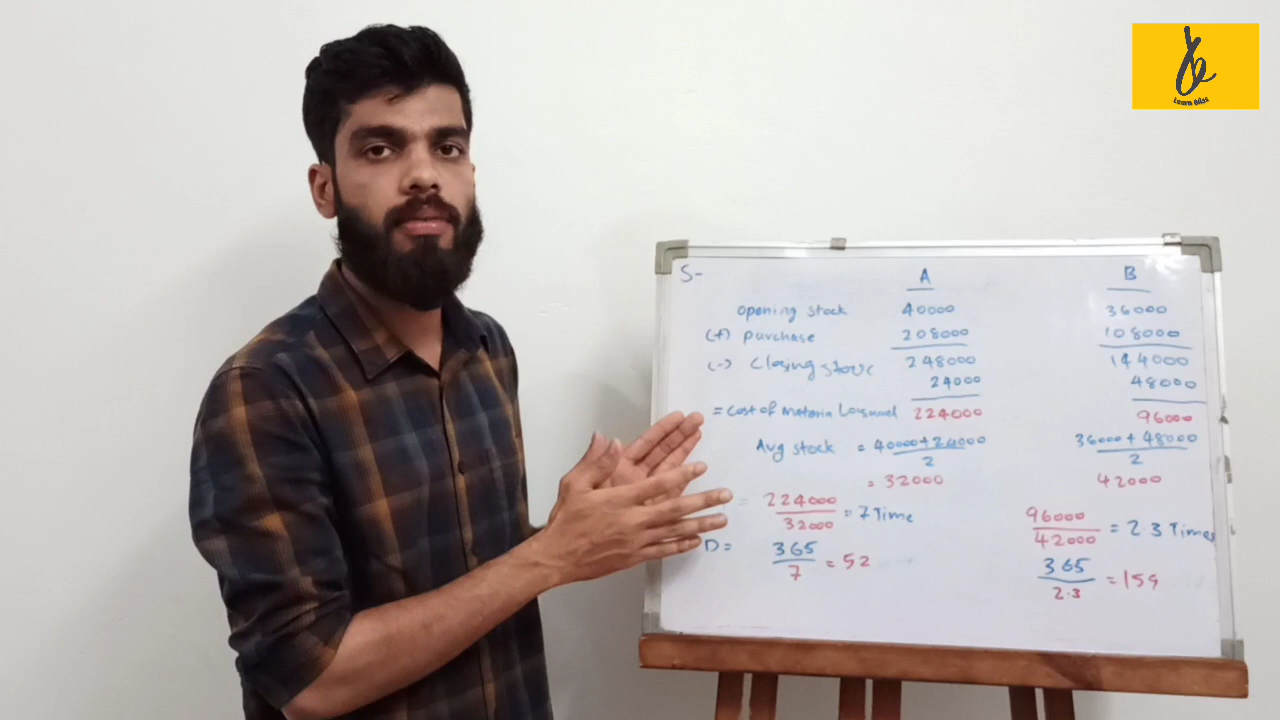 Learn Bliss
S- A B
opening stock 40000 36000
(+) purchase 208000 108000
(-) Closing stock 248000 144000
24000 48000
= Cost of Materia 224000 96000
Avg stock = 40000+24000 36000+48000
2 2
= 32000 42000
= 224000 = 7 Time 96000 = 2.3 Times
32000 42000
D = 365 = 52 365 = 159
7 2.3